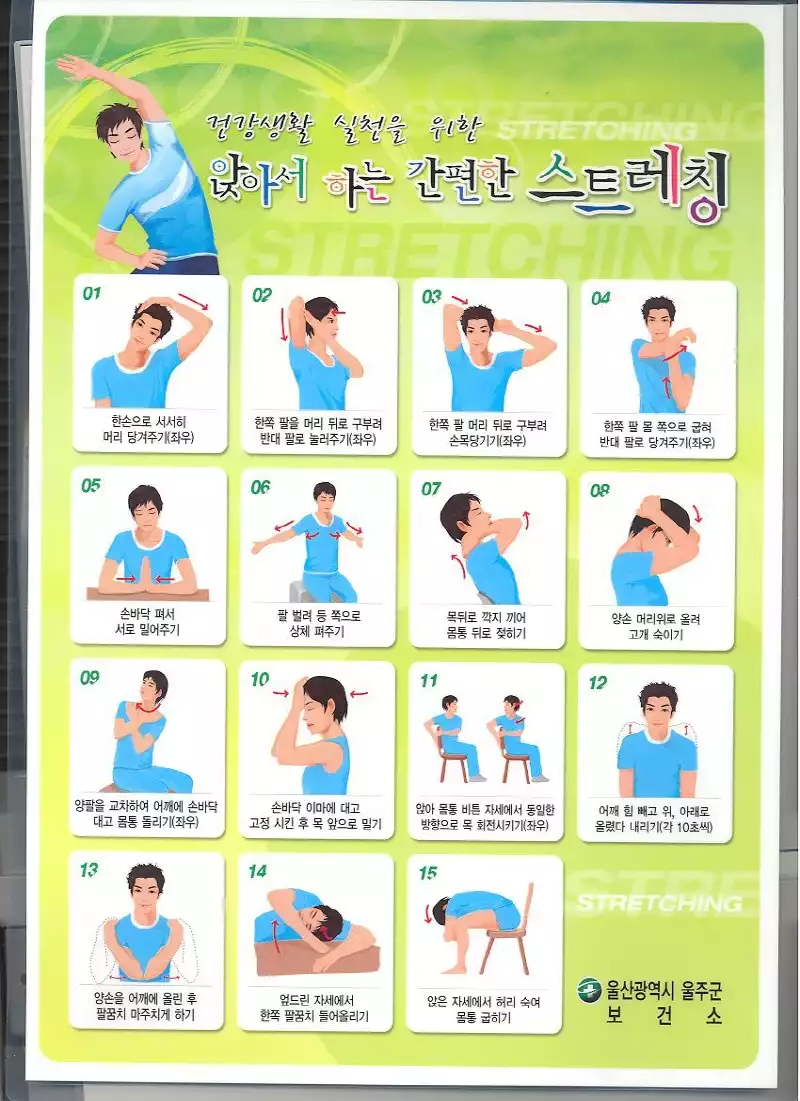 건강생활 실천을 위한
STRETCHING
앉아서 하는 간편한 스트레칭
STRETCHING
01
한손으로 서서히
머리 당겨주기(좌우)
02
한쪽 팔을 머리 뒤로 구부려
반대 팔로 눌러주기(좌우)
03
한쪽 팔 머리 뒤로 구부려
손목당기기(좌우)
04
한쪽 팔 몸 쪽으로 굽혀
반대 팔로 당겨주기(좌우)
05
손바닥 펴서
서로 밀어주기
06
팔 벌려 등 쪽으로
상체 펴주기
07
목뒤로 깍지 끼어
몸통 뒤로 젖히기
08
양손 머리위로 올려
고개 숙이기
09
양팔을 교차하여 어깨에 손바닥
대고 몸통 돌리기(좌우)
10
손바닥 이마에 대고
고정 시킨 후 목 앞으로 밀기
11
앉아 몸통 비튼 자세에서 동일한
방향으로 목 회전시키기(좌우)
12
어깨 힘 빼고 위, 아래로
올렸다 내리기(각 10초씩)
13
양손을 어깨에 올린 후
팔꿈치 마주치게 하기
14
엎드린 자세에서
한쪽 팔꿈치 들어올리기
15
앉은 자세에서 허리 숙여
몸통 굽히기
STRETCHING
울산광역시 울주군
보 건 소